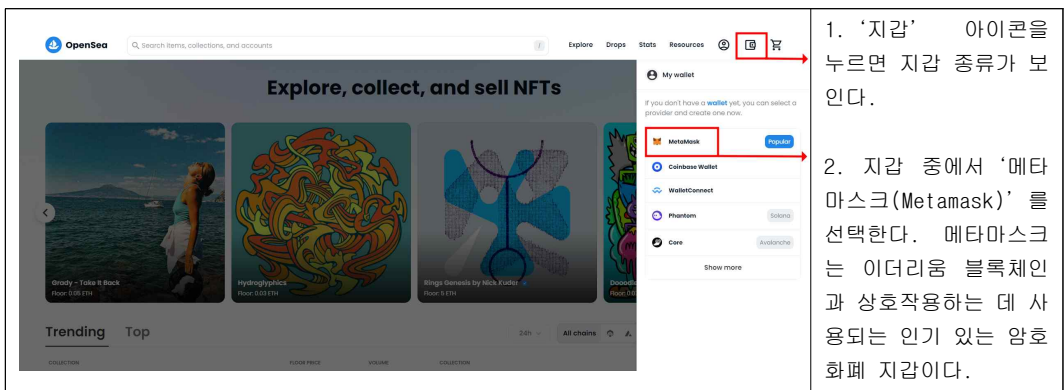 OpenSea
Search items, collections, and accounts
/
Explore Drops Stats Resources
Explore, collect, and sell NFTs
Grady - Take It Back
Floor: 0.05 ETH
Hydroglyphics
Floor: 0.03 ETH
Rings Genesis by Nick Kuder
Floor: 5 ETH
Floor: 0.0
Trending Top
24h
All chains
COLLECTION FLOOR PRICE VOLUME COLLECTION
My wallet
If you don't have a wallet yet, you can select a
provider and create one now.
MetaMask Popular
Coinbase Wallet
WalletConnect
Phantom Solana
Core Avalanche
Show more
1. ‘지갑’ 아이콘을
누르면 지갑 종류가 보
인다.
2. 지갑 중에서 ‘메타
마스크(Metamask)’를
선택한다. 메타마스크
는 이더리움 블록체인
과 상호작용하는 데 사
용되는 인기 있는 암호
화폐 지갑이다.